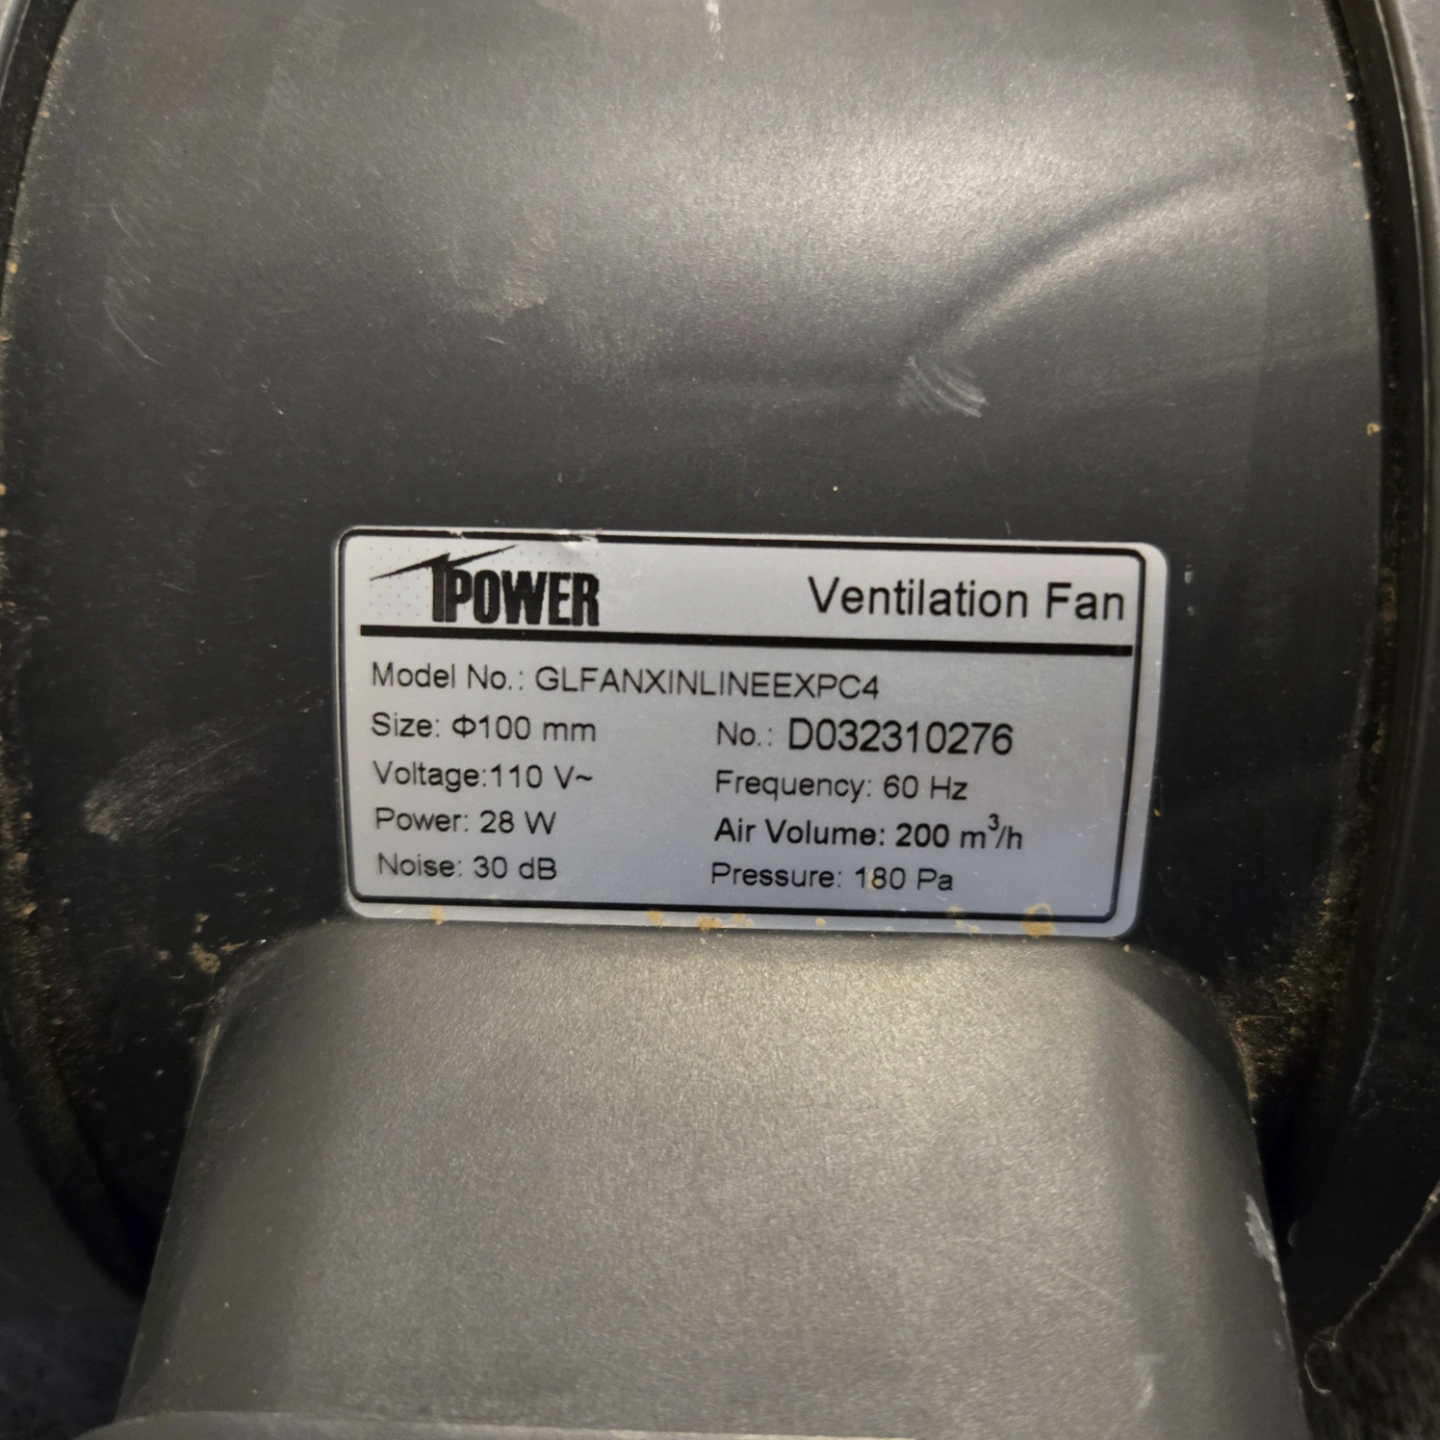 iPOWER Ventilation Fan
Model No.: GLFANXINLINEEXPC4
Size: Φ100 mm No.: D032310276
Voltage:110 V~ Frequency: 60 Hz
Power: 28 W Air Volume: 200 m³/h
Noise: 30 dB Pressure: 180 Pa